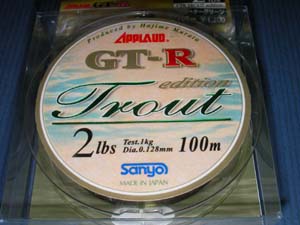 APPLAUD
Produced by Hajime Murata
GT-R
edition
Trout
2lbs
Test.1kg
Dia.0.128mm
100m
Sanyo
MADE IN JAPAN